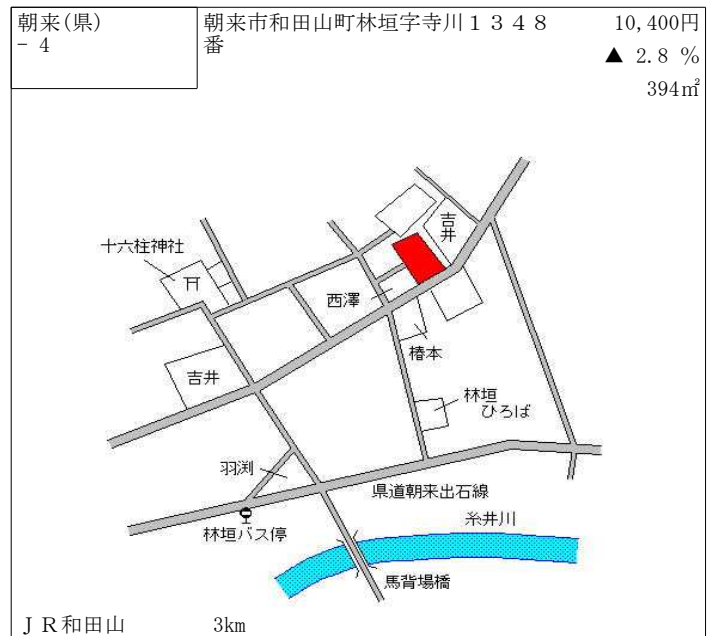 朝来(県)
- 4
朝来市和田山町林垣字寺川１３４８
番
10,400円
▲ 2.8 %
394㎡
吉井
十六柱神社
西澤
椿本
吉井
林垣
ひろば
羽渕
県道朝来出石線
林垣バス停
糸井川
馬背場橋
ＪＲ和田山 3km